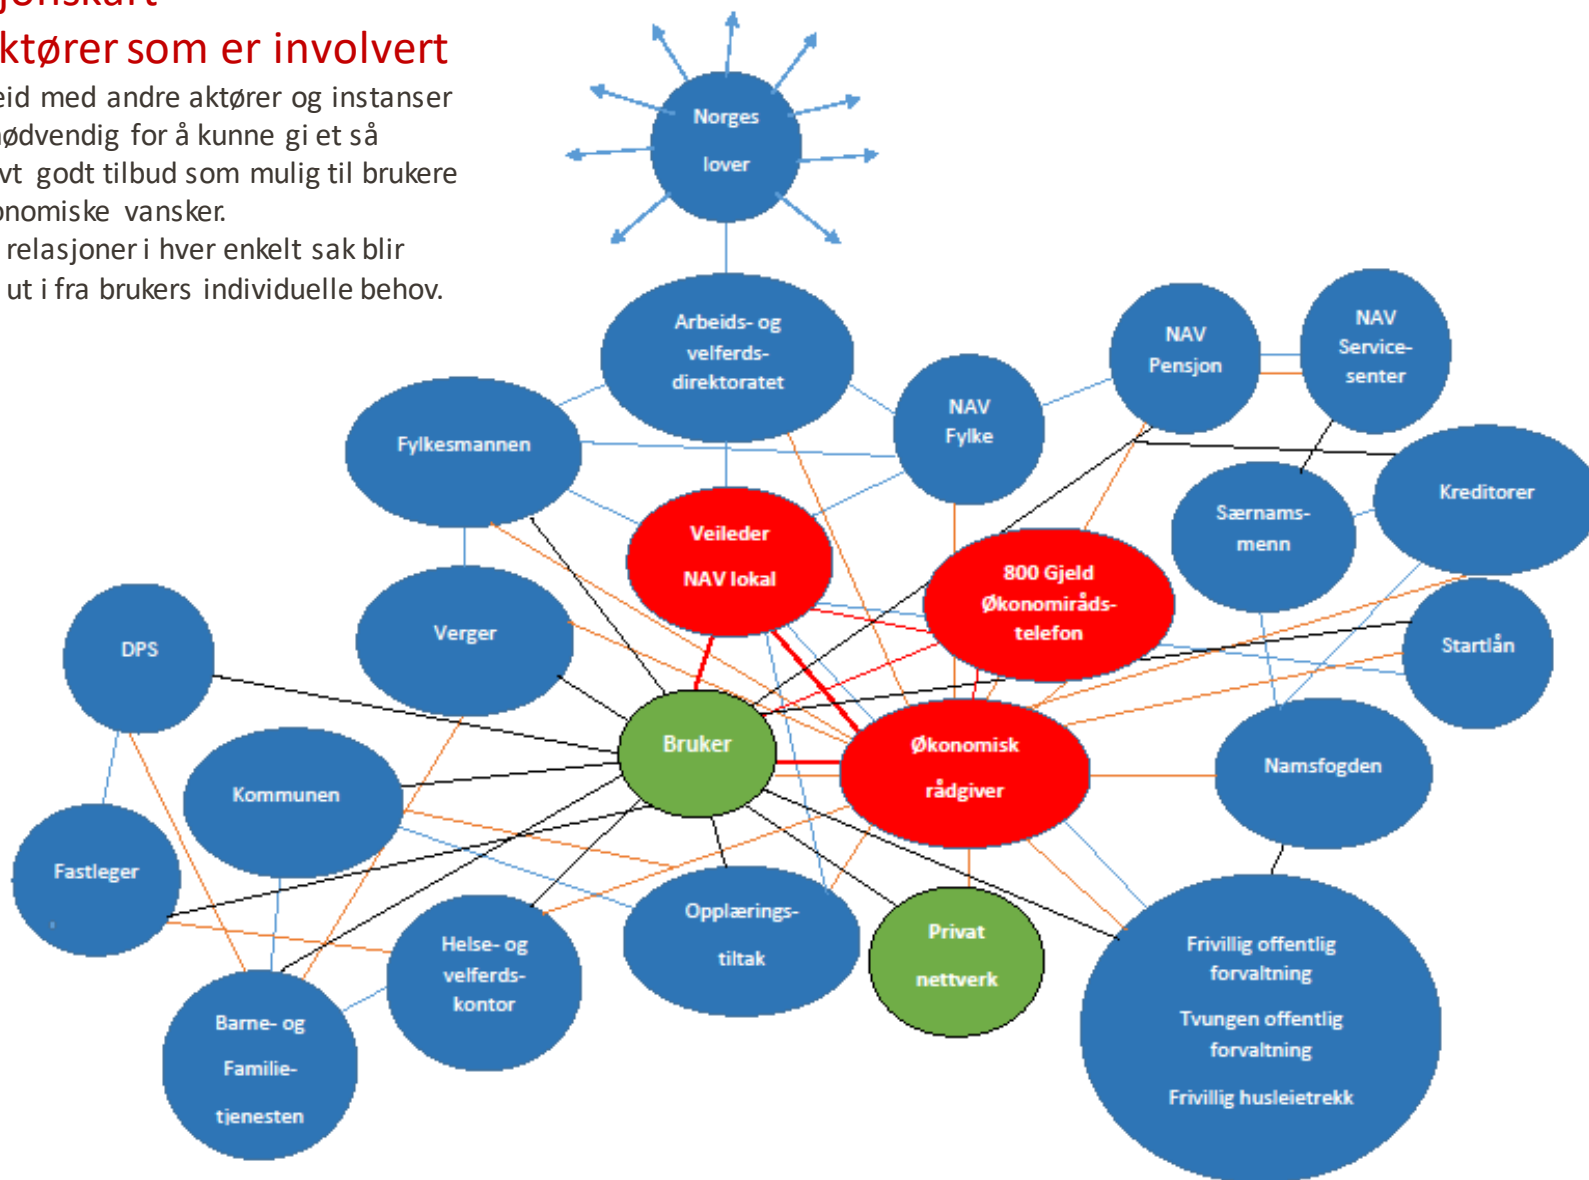 jonskart
ktører som er involvert
eid med andre aktører og instanser
nødvendig for å kunne gi et så
vt godt tilbud som mulig til brukere
onomiske vansker.
relasjoner i hver enkelt sak blir
ut i fra brukers individuelle behov.
Norges
lover
Arbeids- og
velferds-
direktoratet
NAV
Pensjon
NAV
Service-
senter
NAV
Fylke
Fylkesmannen
Kreditorer
Særnams-
menn
Veileder
NAV lokal
800 Gjeld
Økonomiråds-
telefon
Verger
DPS
Startlån
Bruker
Økonomisk
rådgiver
Namsfogden
Kommunen
Fastleger
Opplærings-
tiltak
Privat
nettverk
Helse- og
velferds-
kontor
Frivillig offentlig
forvaltning
Tvungen offentlig
forvaltning
Frivillig husleietrekk
Barne- og
Familie-
tjenesten